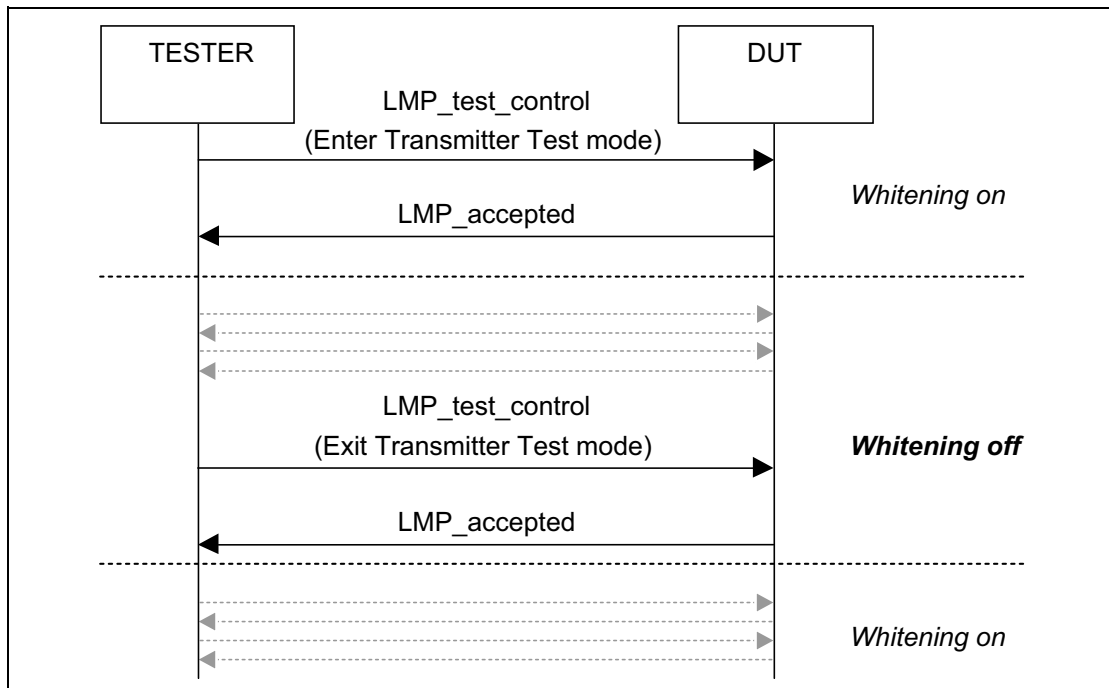 TESTER
DUT
LMP_test_control
(Enter Transmitter Test mode)
Whitening on
LMP_accepted
LMP_test_control
(Exit Transmitter Test mode)
Whitening off
LMP_accepted
Whitening on